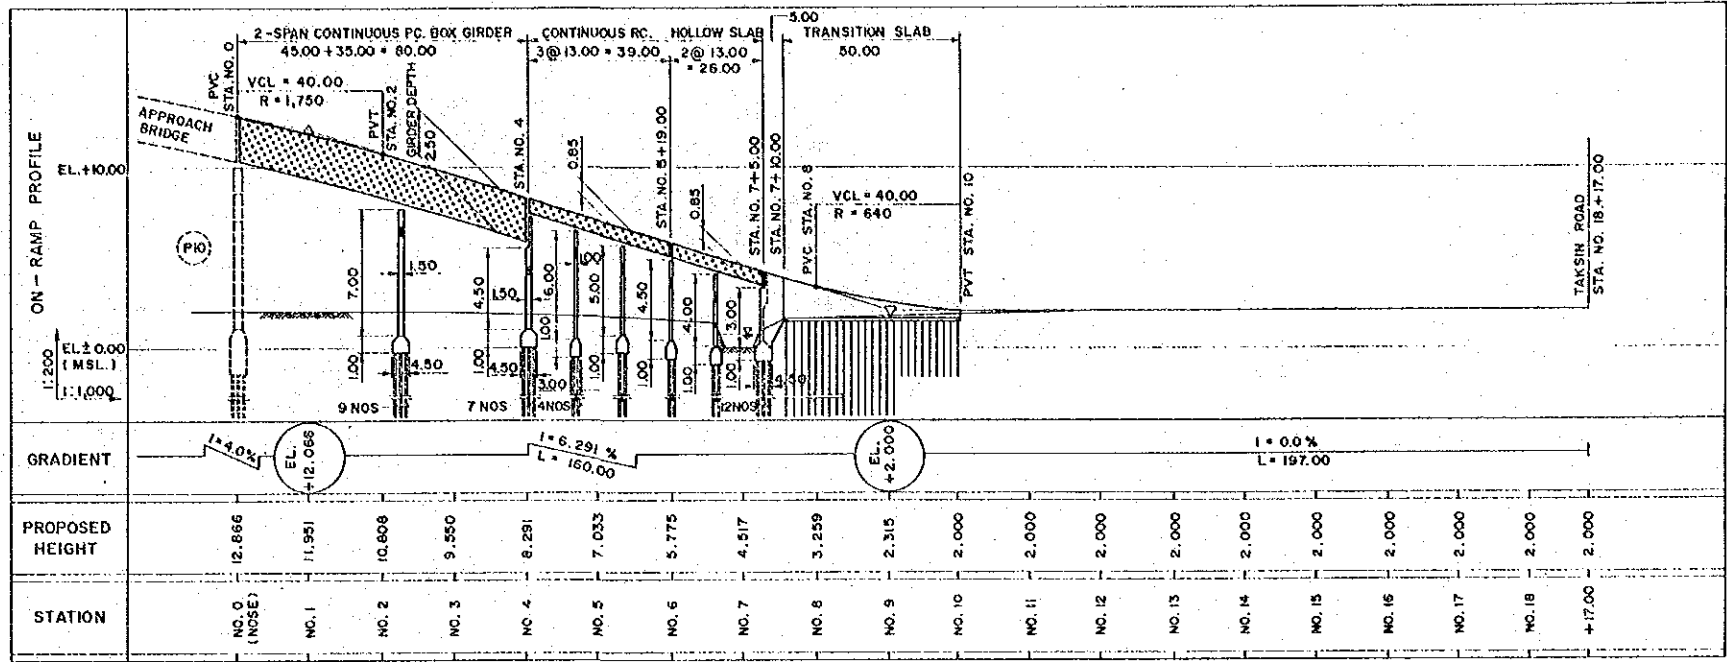 5.00
2-SPAN CONTINUOUS PC. BOX GIRDER
45.00 + 35.00 = 80.00
CONTINUOUS RC. HOLLOW SLAB
3@ 13.00 = 39.00
2@ 13.00
= 26.00
TRANSITION SLAB
50.00
PVC
STA. NO. 0
VCL = 40.00
R = 1,750
PVT
STA. NO. 2
GIRDER DEPTH
2.50
STA. NO. 4
0.85
STA. NO. 5+19.00
0.85
STA. NO. 7+5.00
STA. NO. 7+10.00
PVC STA. NO. 8
VCL = 40.00
R = 640
PVT STA. NO. 10
TAKSIN ROAD
STA. NO. 18+17.00
APPROACH
BRIDGE
ON-RAMP PROFILE
EL.+10.00
P10
7.00
1.50
4.50
1.50
6.00
1.00
5.00
4.50
4.00
3.00
EL± 0.00
(MSL.)
1:200
1:1,000
1.00
4.50
1.00
4.50
1.00
3.00
1.00
1.00
1.00
1.00
4.50
9 NOS
7 NOS
4NOS
12NOS
GRADIENT
I=4.0%
EL.
+12.066
I=6.291 %
L = 160.00
EL.
+2.000
I = 0.0 %
L = 197.00
PROPOSED
HEIGHT
12.866
11.951
10.808
9.550
8.291
7.033
5.775
4.517
3.259
2.315
2.000
2.000
2.000
2.000
2.000
2.000
2.000
2.000
2.000
2.000
STATION
NO. 0
(NOSE)
NO. 1
NO. 2
NO. 3
NO. 4
NO. 5
NO. 6
NO. 7
NO. 8
NO. 9
NO. 10
NO. 11
NO. 12
NO. 13
NO. 14
NO. 15
NO. 16
NO. 17
NO. 18
+17.00